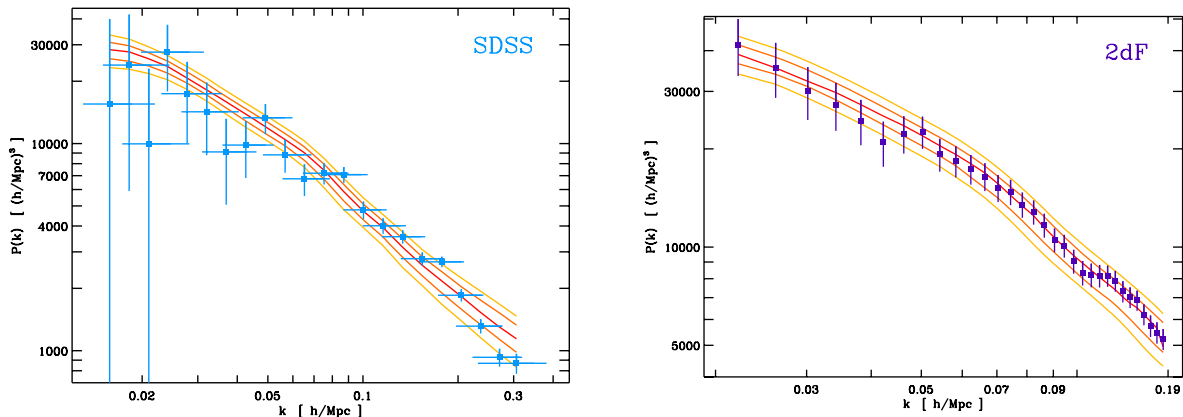 SDSS
30000
10000
7000
4000
1000
P(k) [ (h/Mpc)³ ]
0.02 0.04 0.1 0.3
k [ h/Mpc ]
2dF
30000
10000
5000
P(k) [ (h/Mpc)³ ]
0.03 0.05 0.07 0.09 0.19
k [ h/Mpc ]